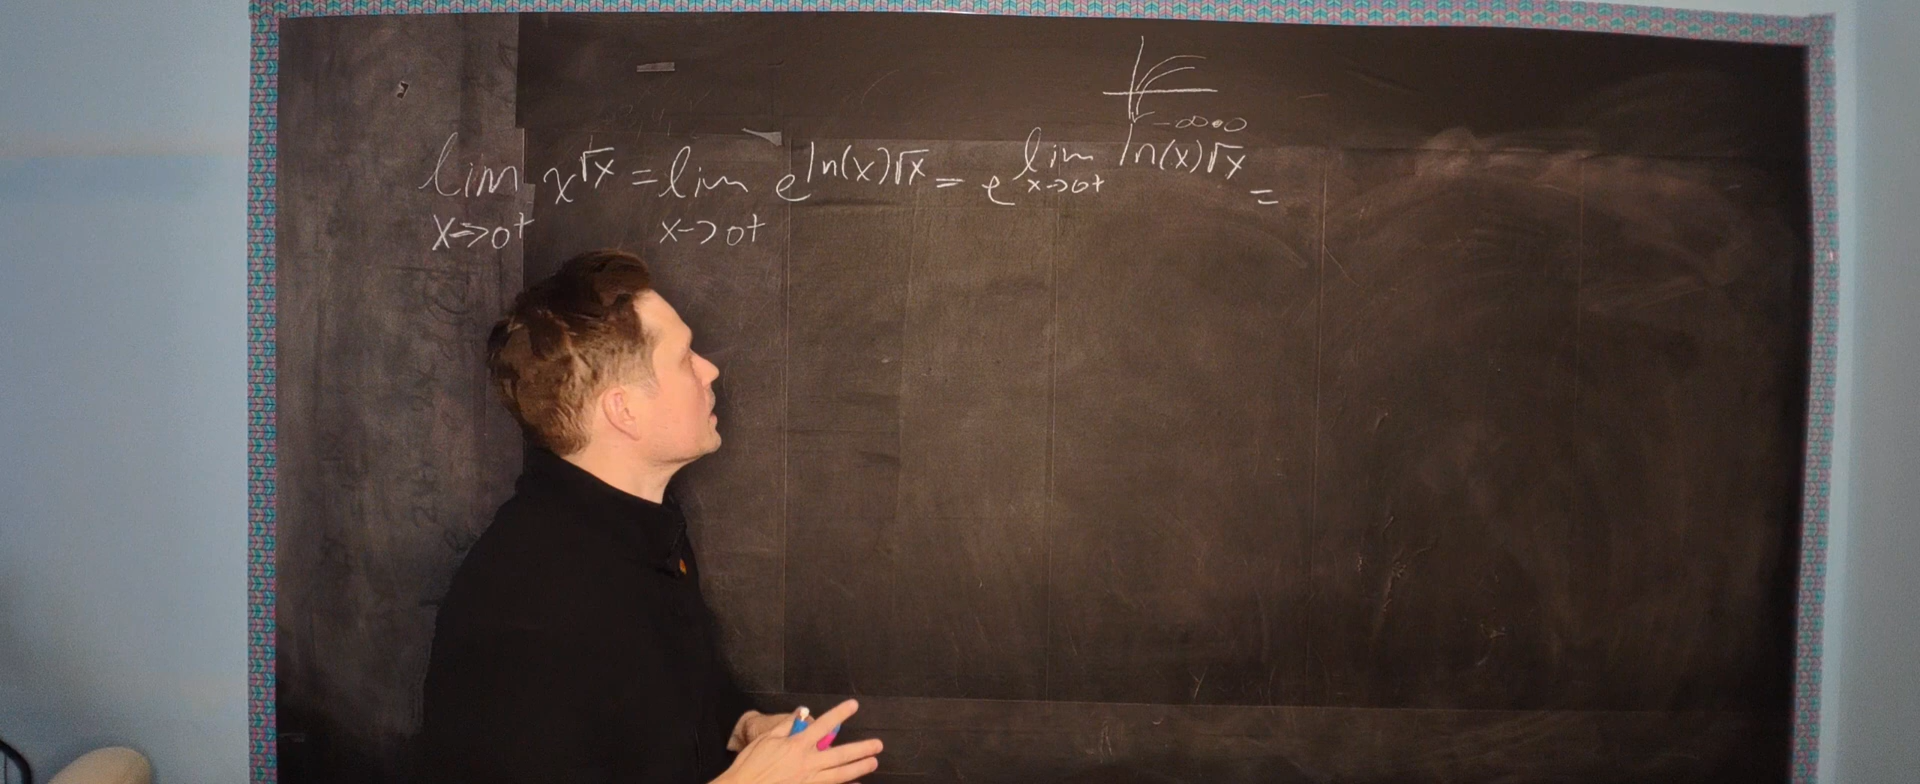 -∞·0
lim x^√x = lim e^ln(x)√x = e^lim ln(x)√x =
x->0+ x->0+ x->0+